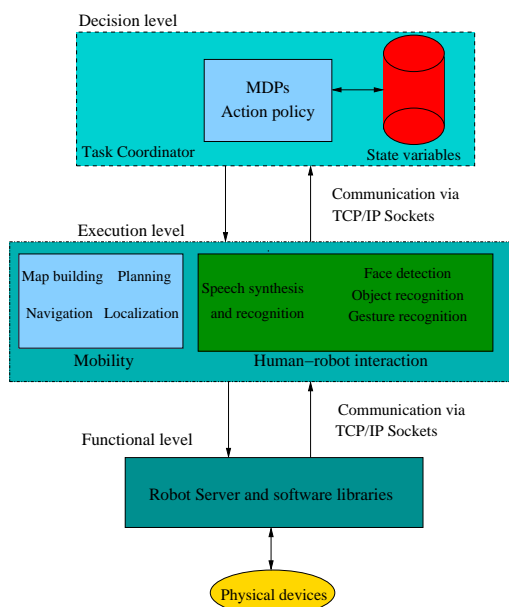 Decision level
MDPs
Action policy
Task Coordinator
State variables
Communication via
TCP/IP Sockets
Execution level
Map building
Planning
Navigation
Localization
Mobility
Speech synthesis
and recognition
Face detection
Object recognition
Gesture recognition
Human–robot interaction
Communication via
TCP/IP Sockets
Functional level
Robot Server and software libraries
Physical devices